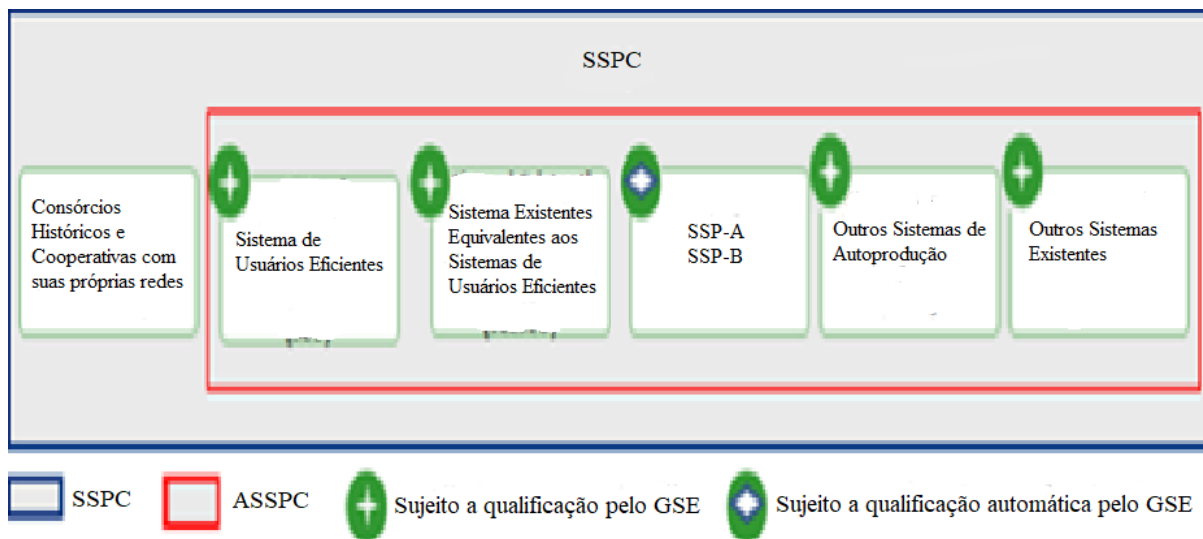 SSPC
Consórcios
Históricos e
Cooperativas com
suas próprias redes
Sistema de
Usuários Eficientes
Sistema Existentes
Equivalentes aos
Sistemas de
Usuários Eficientes
SSP-A
SSP-B
Outros Sistemas de
Autoprodução
Outros Sistemas
Existentes
SSPC
ASSPC
Sujeito a qualificação pelo GSE
Sujeito a qualificação automática pelo GSE